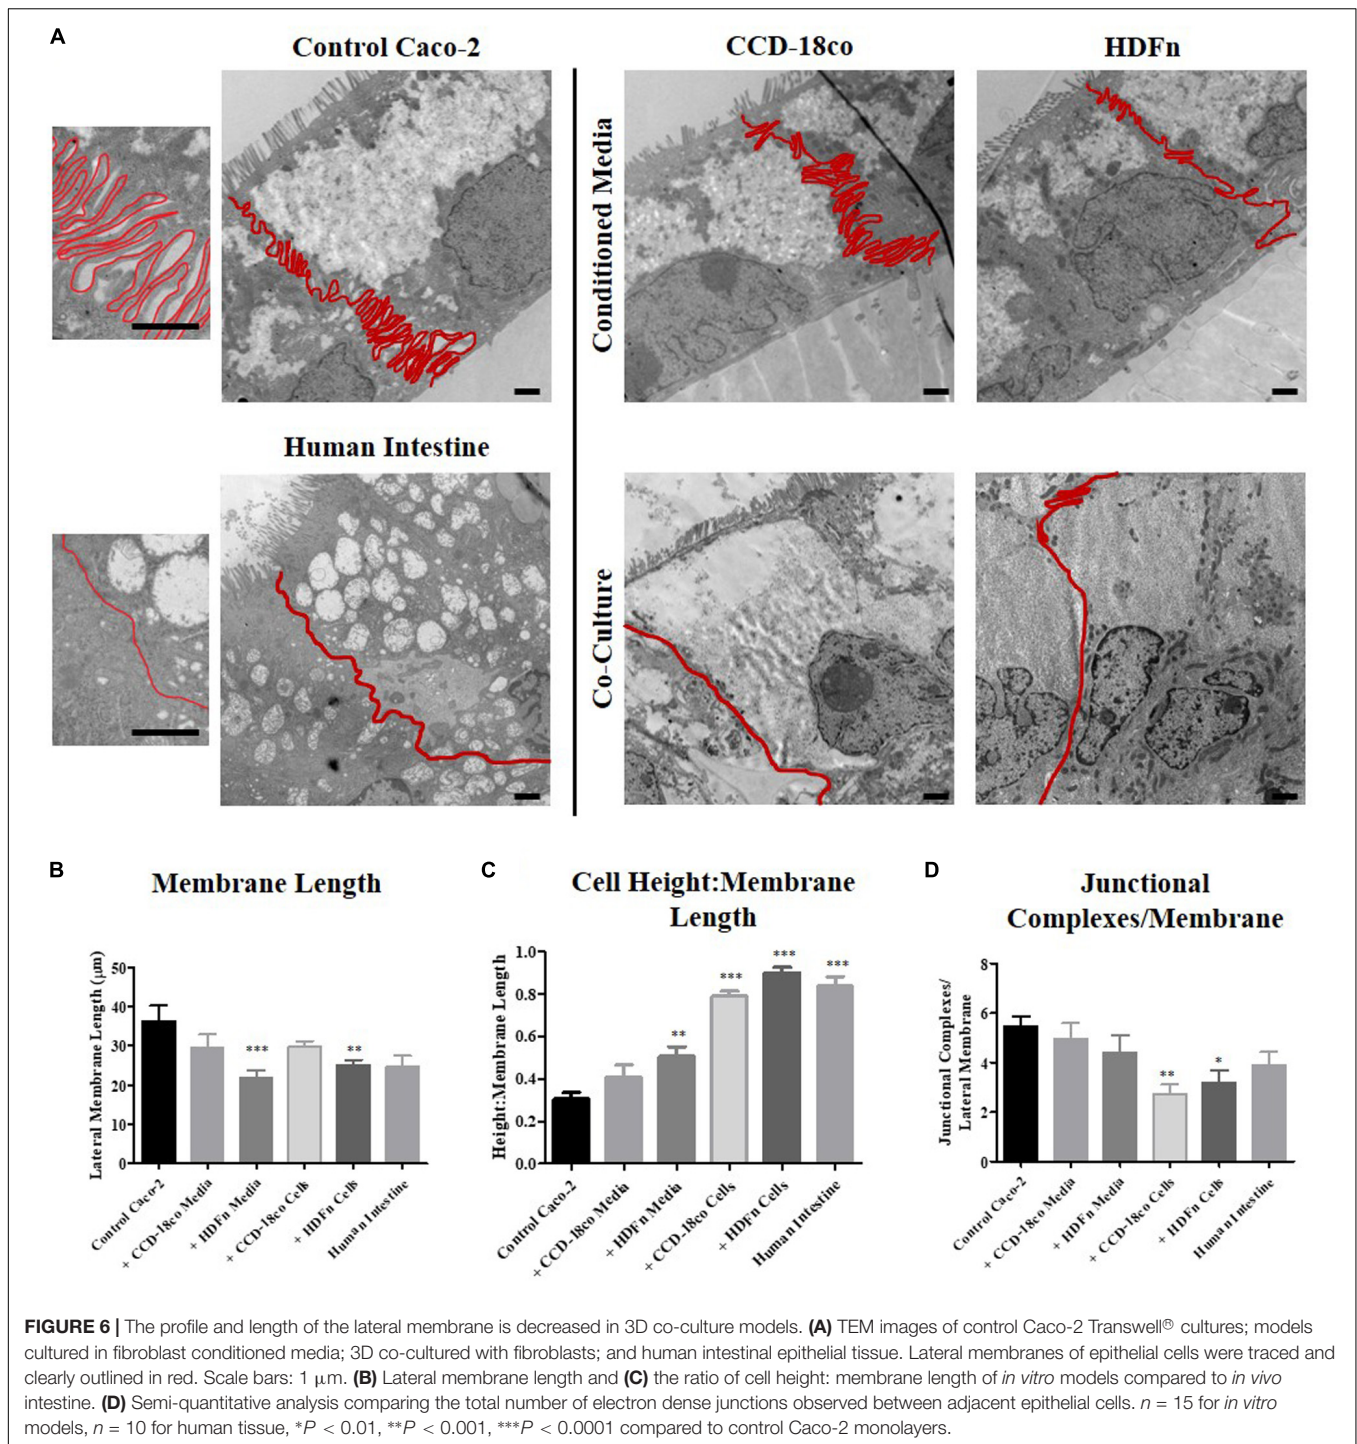 A
Control Caco-2
CCD-18co
HDFn
Conditioned Media
Human Intestine
Co-Culture
B
Membrane Length
Lateral Membrane Length (μm)
50
40
30
20
10
0
Control Caco-2
+ CCD-18co Media
+ HDFn Media
+ CCD-18co Cells
+ HDFn Cells
Human Intestine
***
**
C
Cell Height:Membrane
Length
Height:Membrane Length
1.0
0.8
0.6
0.4
0.2
0.0
**
***
***
***
Control Caco-2
+ CCD-18co Media
+ HDFn Media
+ CCD-18co Cells
+ HDFn Cells
Human Intestine
D
Junctional
Complexes/Membrane
Junctional Complexes/
Lateral Membrane
8
6
4
2
0
**
*
Control Caco-2
+ CCD-18co Media
+ HDFn Media
+ CCD-18co Cells
+ HDFn Cells
Human Intestine
FIGURE 6 | The profile and length of the lateral membrane is decreased in 3D co-culture models. (A) TEM images of control Caco-2 Transwell® cultures; models
cultured in fibroblast conditioned media; 3D co-cultured with fibroblasts; and human intestinal epithelial tissue. Lateral membranes of epithelial cells were traced and
clearly outlined in red. Scale bars: 1 μm. (B) Lateral membrane length and (C) the ratio of cell height: membrane length of in vitro models compared to in vivo
intestine. (D) Semi-quantitative analysis comparing the total number of electron dense junctions observed between adjacent epithelial cells. n = 15 for in vitro
models, n = 10 for human tissue, *P < 0.01, **P < 0.001, ***P < 0.0001 compared to control Caco-2 monolayers.